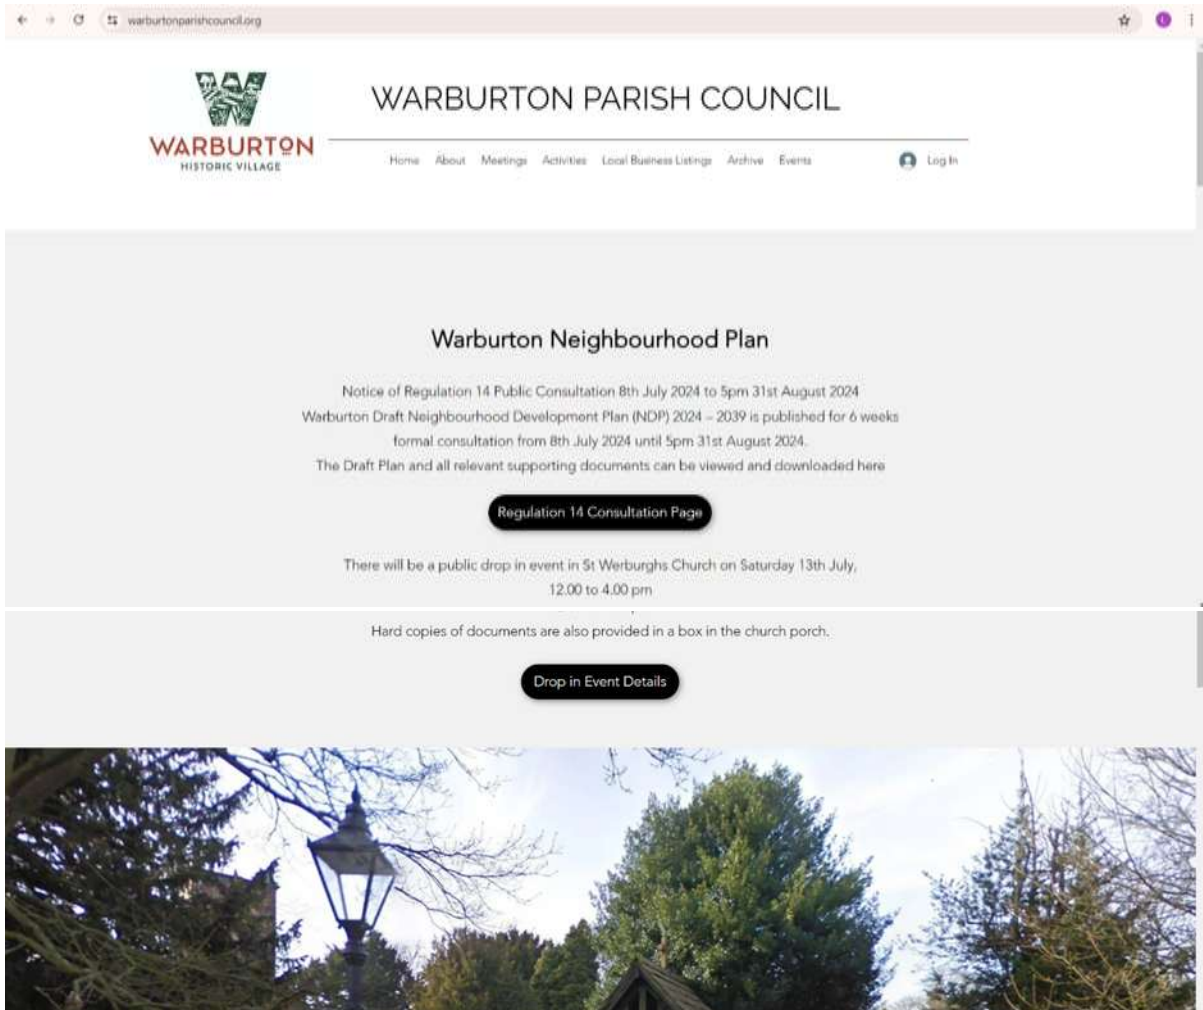 warburtonparishcouncil.org
WARBURTON PARISH COUNCIL
WARBURTON
HISTORIC VILLAGE
Home About Meetings Activities Local Business Listings Archive Events Log In
Warburton Neighbourhood Plan
Notice of Regulation 14 Public Consultation 8th July 2024 to 5pm 31st August 2024
Warburton Draft Neighbourhood Development Plan (NDP) 2024 – 2039 is published for 6 weeks
formal consultation from 8th July 2024 until 5pm 31st August 2024.
The Draft Plan and all relevant supporting documents can be viewed and downloaded here
Regulation 14 Consultation Page
There will be a public drop in event in St Werburghs Church on Saturday 13th July,
12.00 to 4.00 pm
Hard copies of documents are also provided in a box in the church porch.
Drop in Event Details